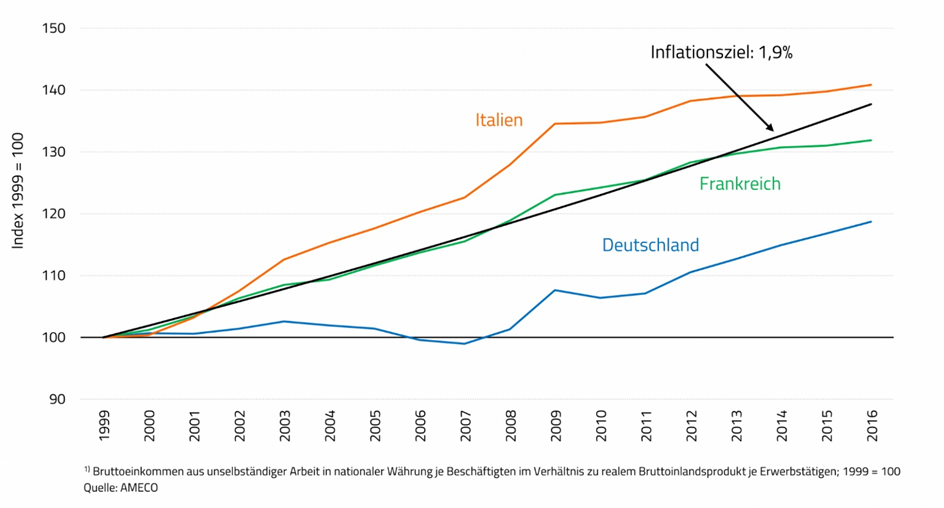 150
Inflationsziel: 1,9%
140
Italien
130
Frankreich
120
Deutschland
110
100
90
Index 1999 = 100
1999 2000 2001 2002 2003 2004 2005 2006 2007 2008 2009 2010 2011 2012 2013 2014 2015 2016
¹⁾ Bruttoeinkommen aus unselbständiger Arbeit in nationaler Währung je Beschäftigten im Verhältnis zu realem Bruttoinlandsprodukt je Erwerbstätigen; 1999 = 100
Quelle: AMECO